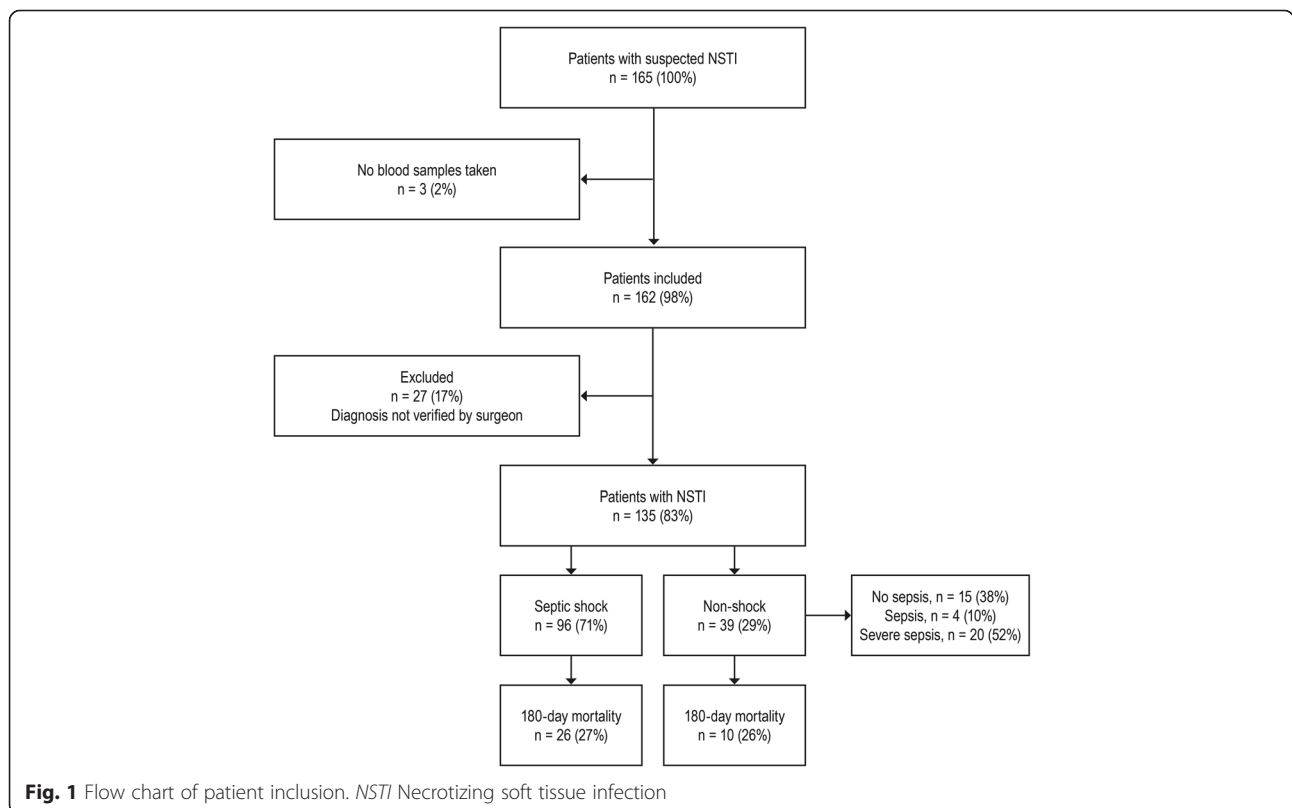 Patients with suspected NSTI
n = 165 (100%)
No blood samples taken
n = 3 (2%)
Patients included
n = 162 (98%)
Excluded
n = 27 (17%)
Diagnosis not verified by surgeon
Patients with NSTI
n = 135 (83%)
Septic shock
n = 96 (71%)
Non-shock
n = 39 (29%)
No sepsis, n = 15 (38%)
Sepsis, n = 4 (10%)
Severe sepsis, n = 20 (52%)
180-day mortality
n = 26 (27%)
180-day mortality
n = 10 (26%)
Fig. 1 Flow chart of patient inclusion. NSTI Necrotizing soft tissue infection